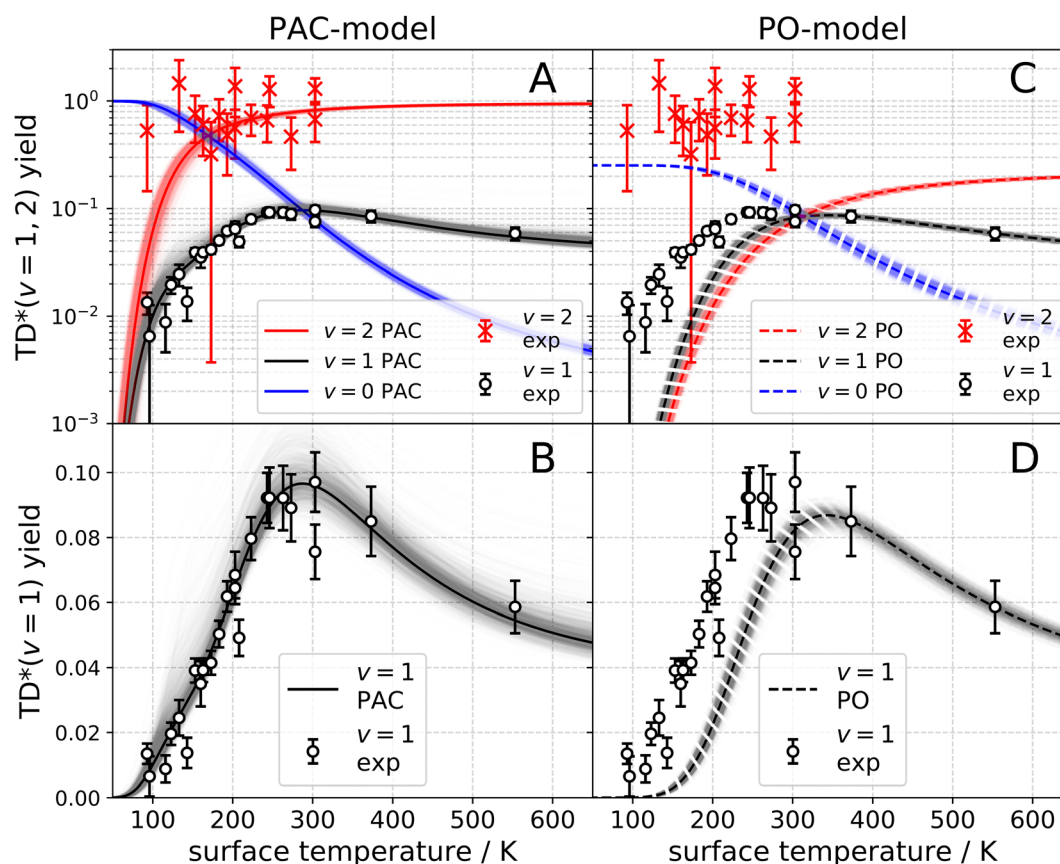 PAC-model
PO-model
TD*(v = 1, 2) yield
10⁰
10⁻¹
10⁻²
10⁻³
A
v = 2 PAC
v = 1 PAC
v = 0 PAC
v = 2
exp
v = 1
exp
C
v = 2 PO
v = 1 PO
v = 0 PO
v = 2
exp
v = 1
exp
TD*(v = 1) yield
0.10
0.08
0.06
0.04
0.02
0.00
B
v = 1
PAC
v = 1
exp
D
v = 1
PO
v = 1
exp
100 200 300 400 500 600
100 200 300 400 500 600
surface temperature / K
surface temperature / K